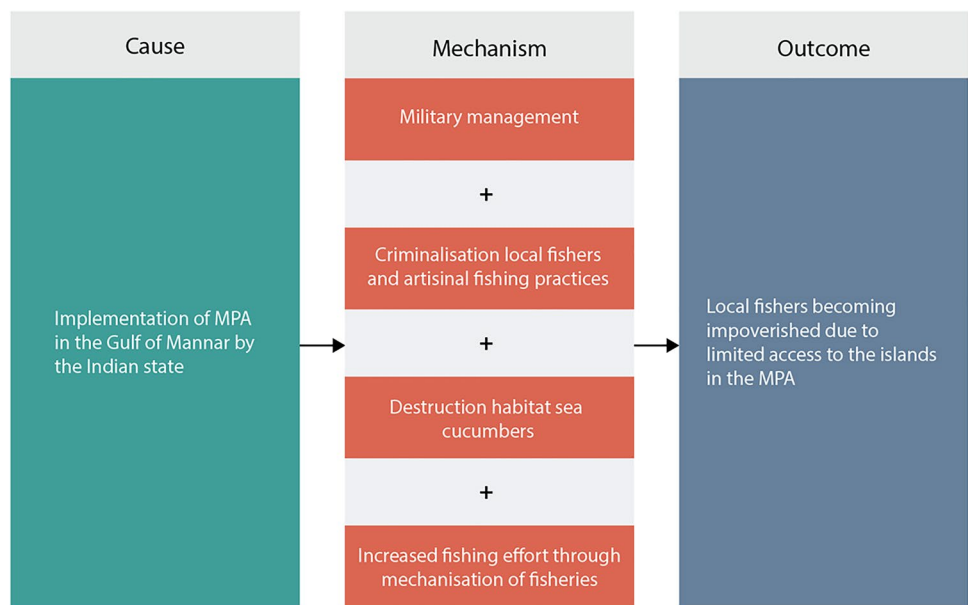 Cause
Mechanism
Outcome
Implementation of MPA
in the Gulf of Mannar by
the Indian state
Military management
+
Criminalisation local fishers
and artisinal fishing practices
+
Destruction habitat sea
cucumbers
+
Increased fishing effort through
mechanisation of fisheries
Local fishers becoming
impoverished due to
limited access to the islands
in the MPA